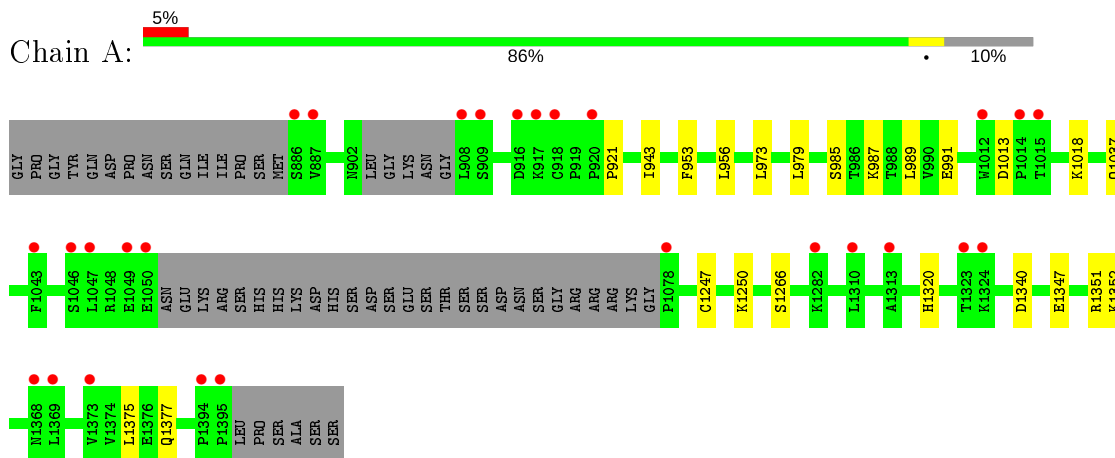 5%
Chain A:
86%
•
10%
GLY PRO GLY TYR GLN ASP PRO ASN SER GLN ILE ILE PRO SER MET S886 V887 N902 LEU GLY LYS ASN GLY L908 S909 D916 K917 C918 P919 P920 P921 I943 F953 L956 L973 L979 S985 T986 K987 T988 L989 V990 E991 W1012 D1013 P1014 T1015 K1018 Q1037
F1043 S1046 L1047 R1048 E1049 E1050 ASN GLU LYS ARG SER HIS HIS LYS ASP HIS SER ASP SER GLU SER THR SER SER ASP ASN SER GLY ARG ARG ARG LYS GLY P1078 C1247 K1250 S1266 K1282 L1310 A1313 H1320 T1323 K1324 D1340 E1347 R1351 K1352
N1368 L1369 V1373 V1374 L1375 E1376 Q1377 P1394 P1395 LEU PRO SER ALA SER SER